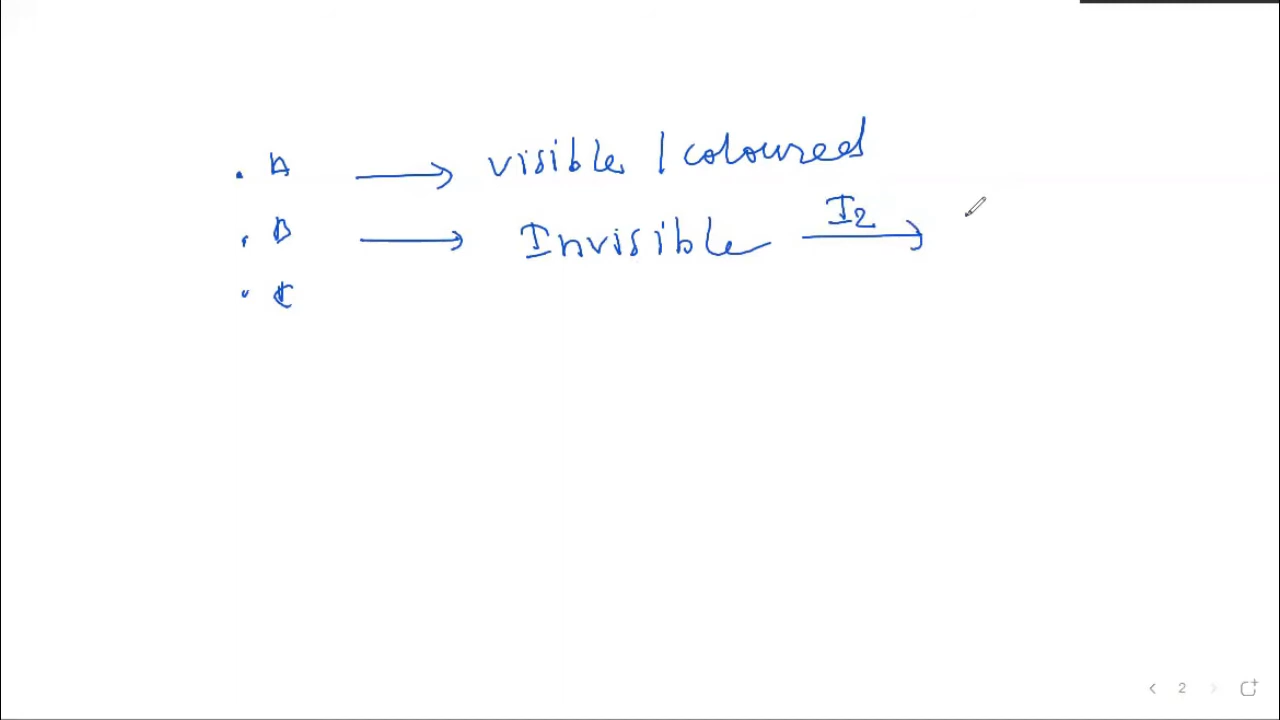 . A → visible / coloured
. B → Invisible I2 →
. C
2